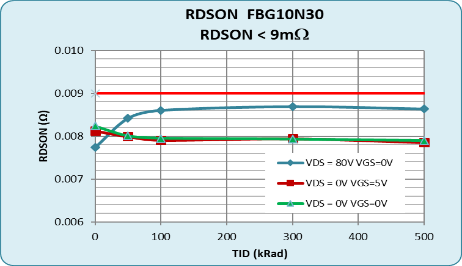 RDSON FBG10N30
RDSON < 9mΩ
0.010
0.009
0.008
0.007
0.006
RDSON (Ω)
VDS = 80V VGS=0V
VDS = 0V VGS=5V
VDS = 0V VGS=0V
0 100 200 300 400 500
TID (kRad)